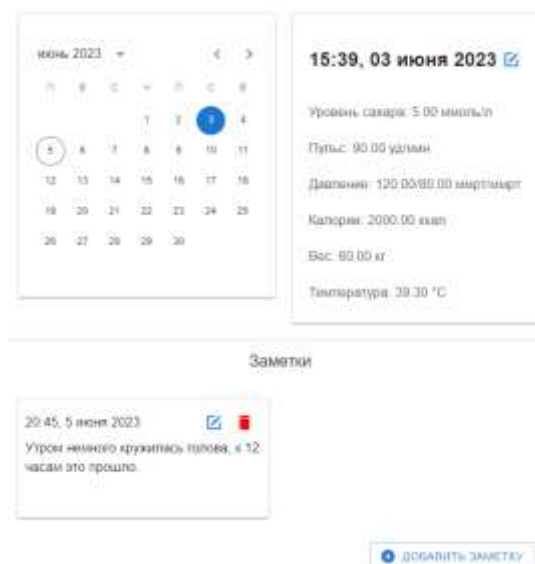 июнь 2023
П В С Ч П С В
1 2 3 4
5 6 7 8 9 10 11
12 13 14 15 16 17 18
19 20 21 22 23 24 25
26 27 28 29 30
15:39, 03 июня 2023
Уровень сахара: 5.00 ммоль/л
Пульс: 90.00 уд/мин
Давление: 120.00/80.00 ммрт/ммрт
Калории: 2000.00 ккал
Вес: 60.00 кг
Температура: 39.30 °C
Заметки
20:45, 5 июня 2023
Утром немного кружилась голова, к 12
часам это прошло.
ДОБАВИТЬ ЗАМЕТКУ